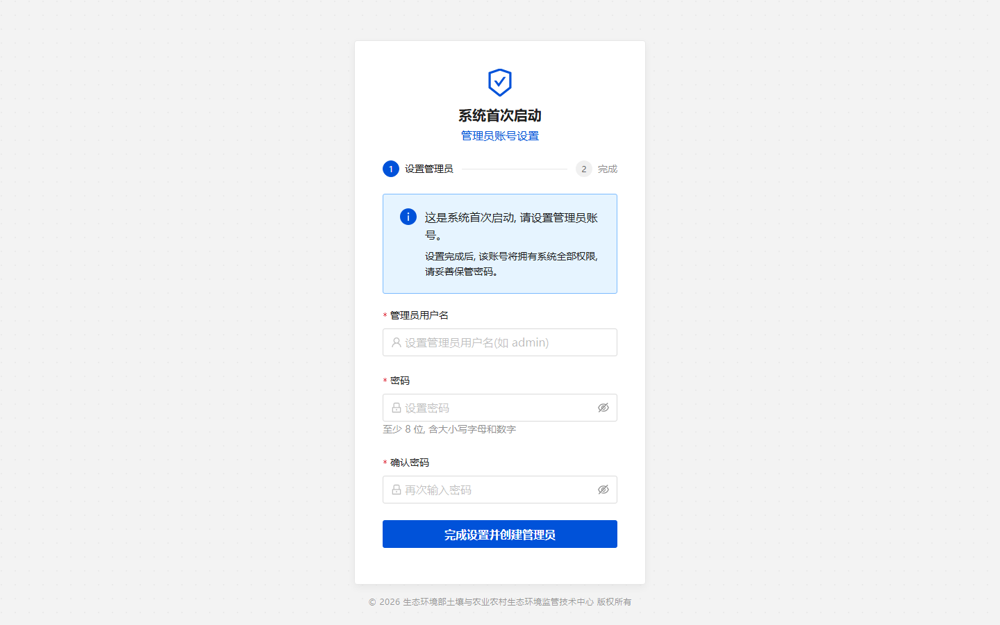 系统首次启动
管理员账号设置
1 设置管理员 2 完成
这是系统首次启动, 请设置管理员账
号。
设置完成后, 该账号将拥有系统全部权限,
请妥善保管密码。
* 管理员用户名
设置管理员用户名(如 admin)
* 密码
设置密码
至少 8 位, 含大小写字母和数字
* 确认密码
再次输入密码
完成设置并创建管理员
© 2026 生态环境部土壤与农业农村生态环境监管技术中心 版权所有